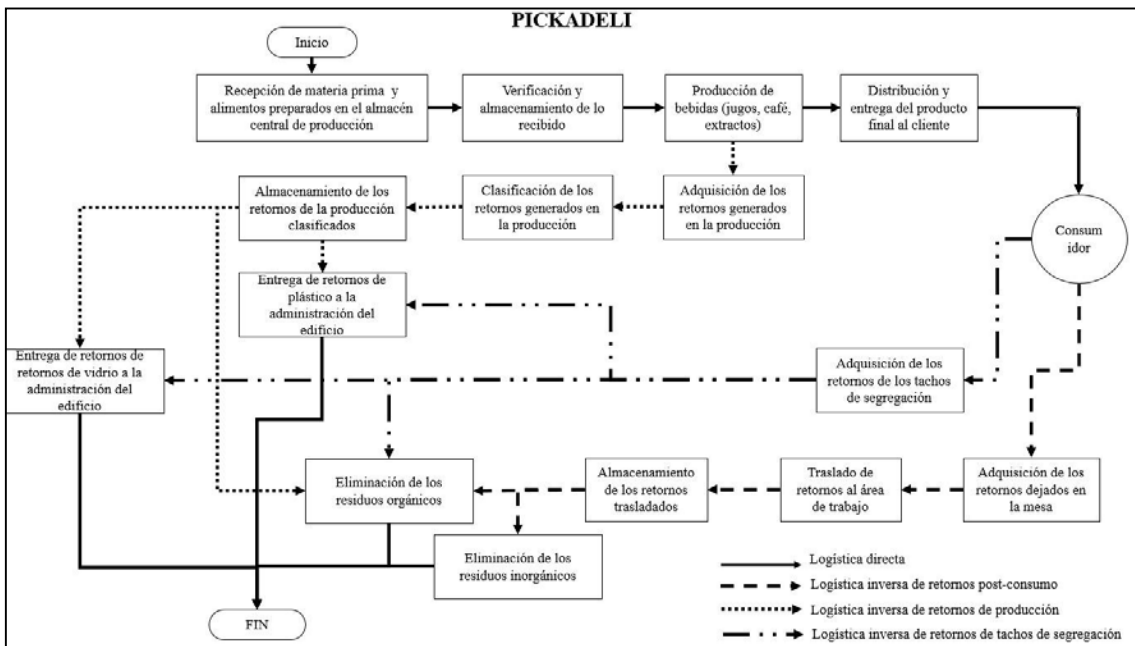 PICKADELI
Inicio
Recepción de materia prima y
alimentos preparados en el almacén
central de producción
Verificación y
almacenamiento de lo
recibido
Producción de
bebidas (jugos, café,
extractos)
Distribución y
entrega del producto
final al cliente
Almacenamiento de los
retornos de la producción
clasificados
Clasificación de los
retornos generados en
la producción
Adquisición de los
retornos generados
en la producción
Consum
idor
Entrega de retornos de
plástico a la
administración del
edificio
Entrega de retornos de
retornos de vidrio a la
administración del
edificio
Adquisición de los
retornos de los tachos
de segregación
Eliminación de los
residuos orgánicos
Almacenamiento
de los retornos
trasladados
Traslado de
retornos al área
de trabajo
Adquisición de los
retornos dejados en
la mesa
Eliminación de los
residuos inorgánicos
FIN
Logística directa
Logística inversa de retornos post-consumo
Logística inversa de retornos de producción
Logística inversa de retornos de tachos de segregación